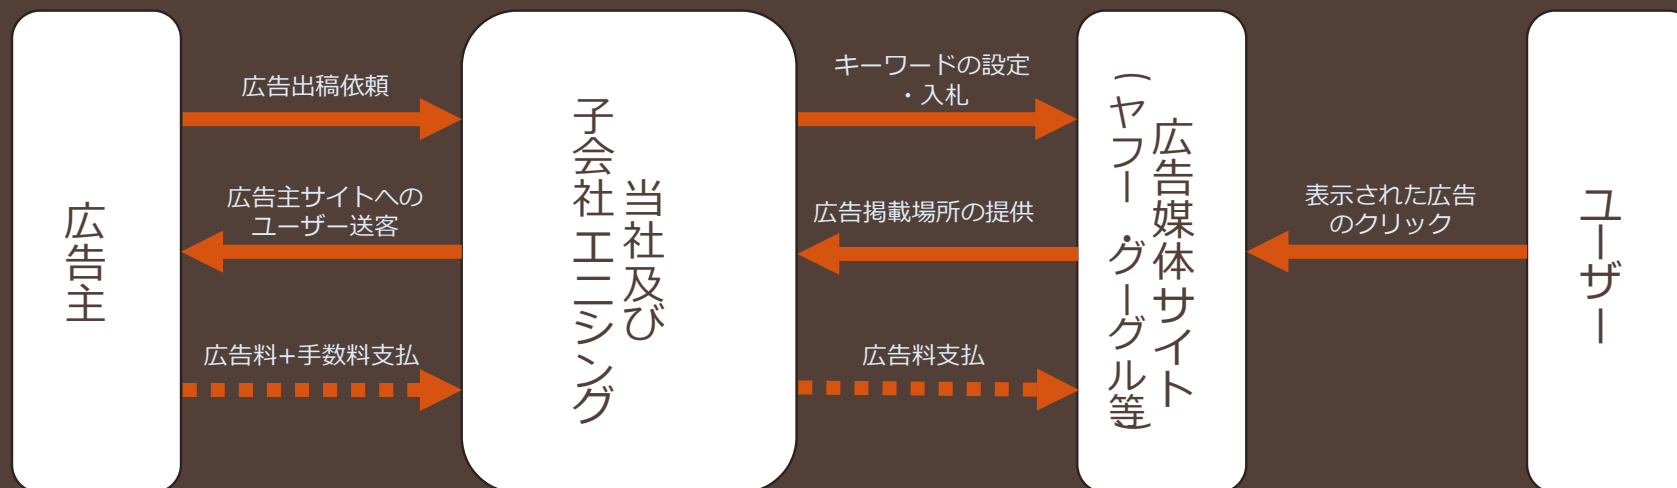 広告主
広告出稿依頼
広告主サイトへの
ユーザー送客
広告料+手数料支払
当社及び
子会社エニシング
キーワードの設定
・入札
広告掲載場所の提供
広告料支払
広告媒体サイト
(ヤフー・グーグル等)
表示された広告
のクリック
ユーザー